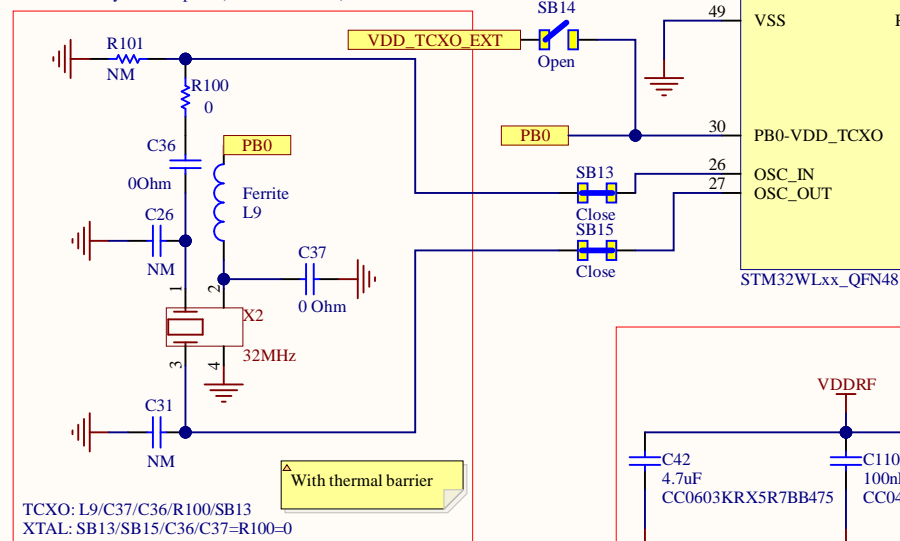 SB14
VDD_TCXO_EXT
Open
49
VSS
R101
NM
R100
0
C36
0Ohm
PB0
Ferrite
L9
PB0
30
PB0-VDD_TCXO
SB13
26
OSC_IN
27
OSC_OUT
Close
SB15
Close
C26
NM
C37
0 Ohm
STM32WLxx_QFN48
1
2
X2
32MHz
3
4
C31
NM
VDDRF
With thermal barrier
C42
4.7uF
CC0603KRX5R7BB475
C110
TCXO: L9/C37/C36/R100/SB13
XTAL: SB13/SB15/C36/C37=R100=0